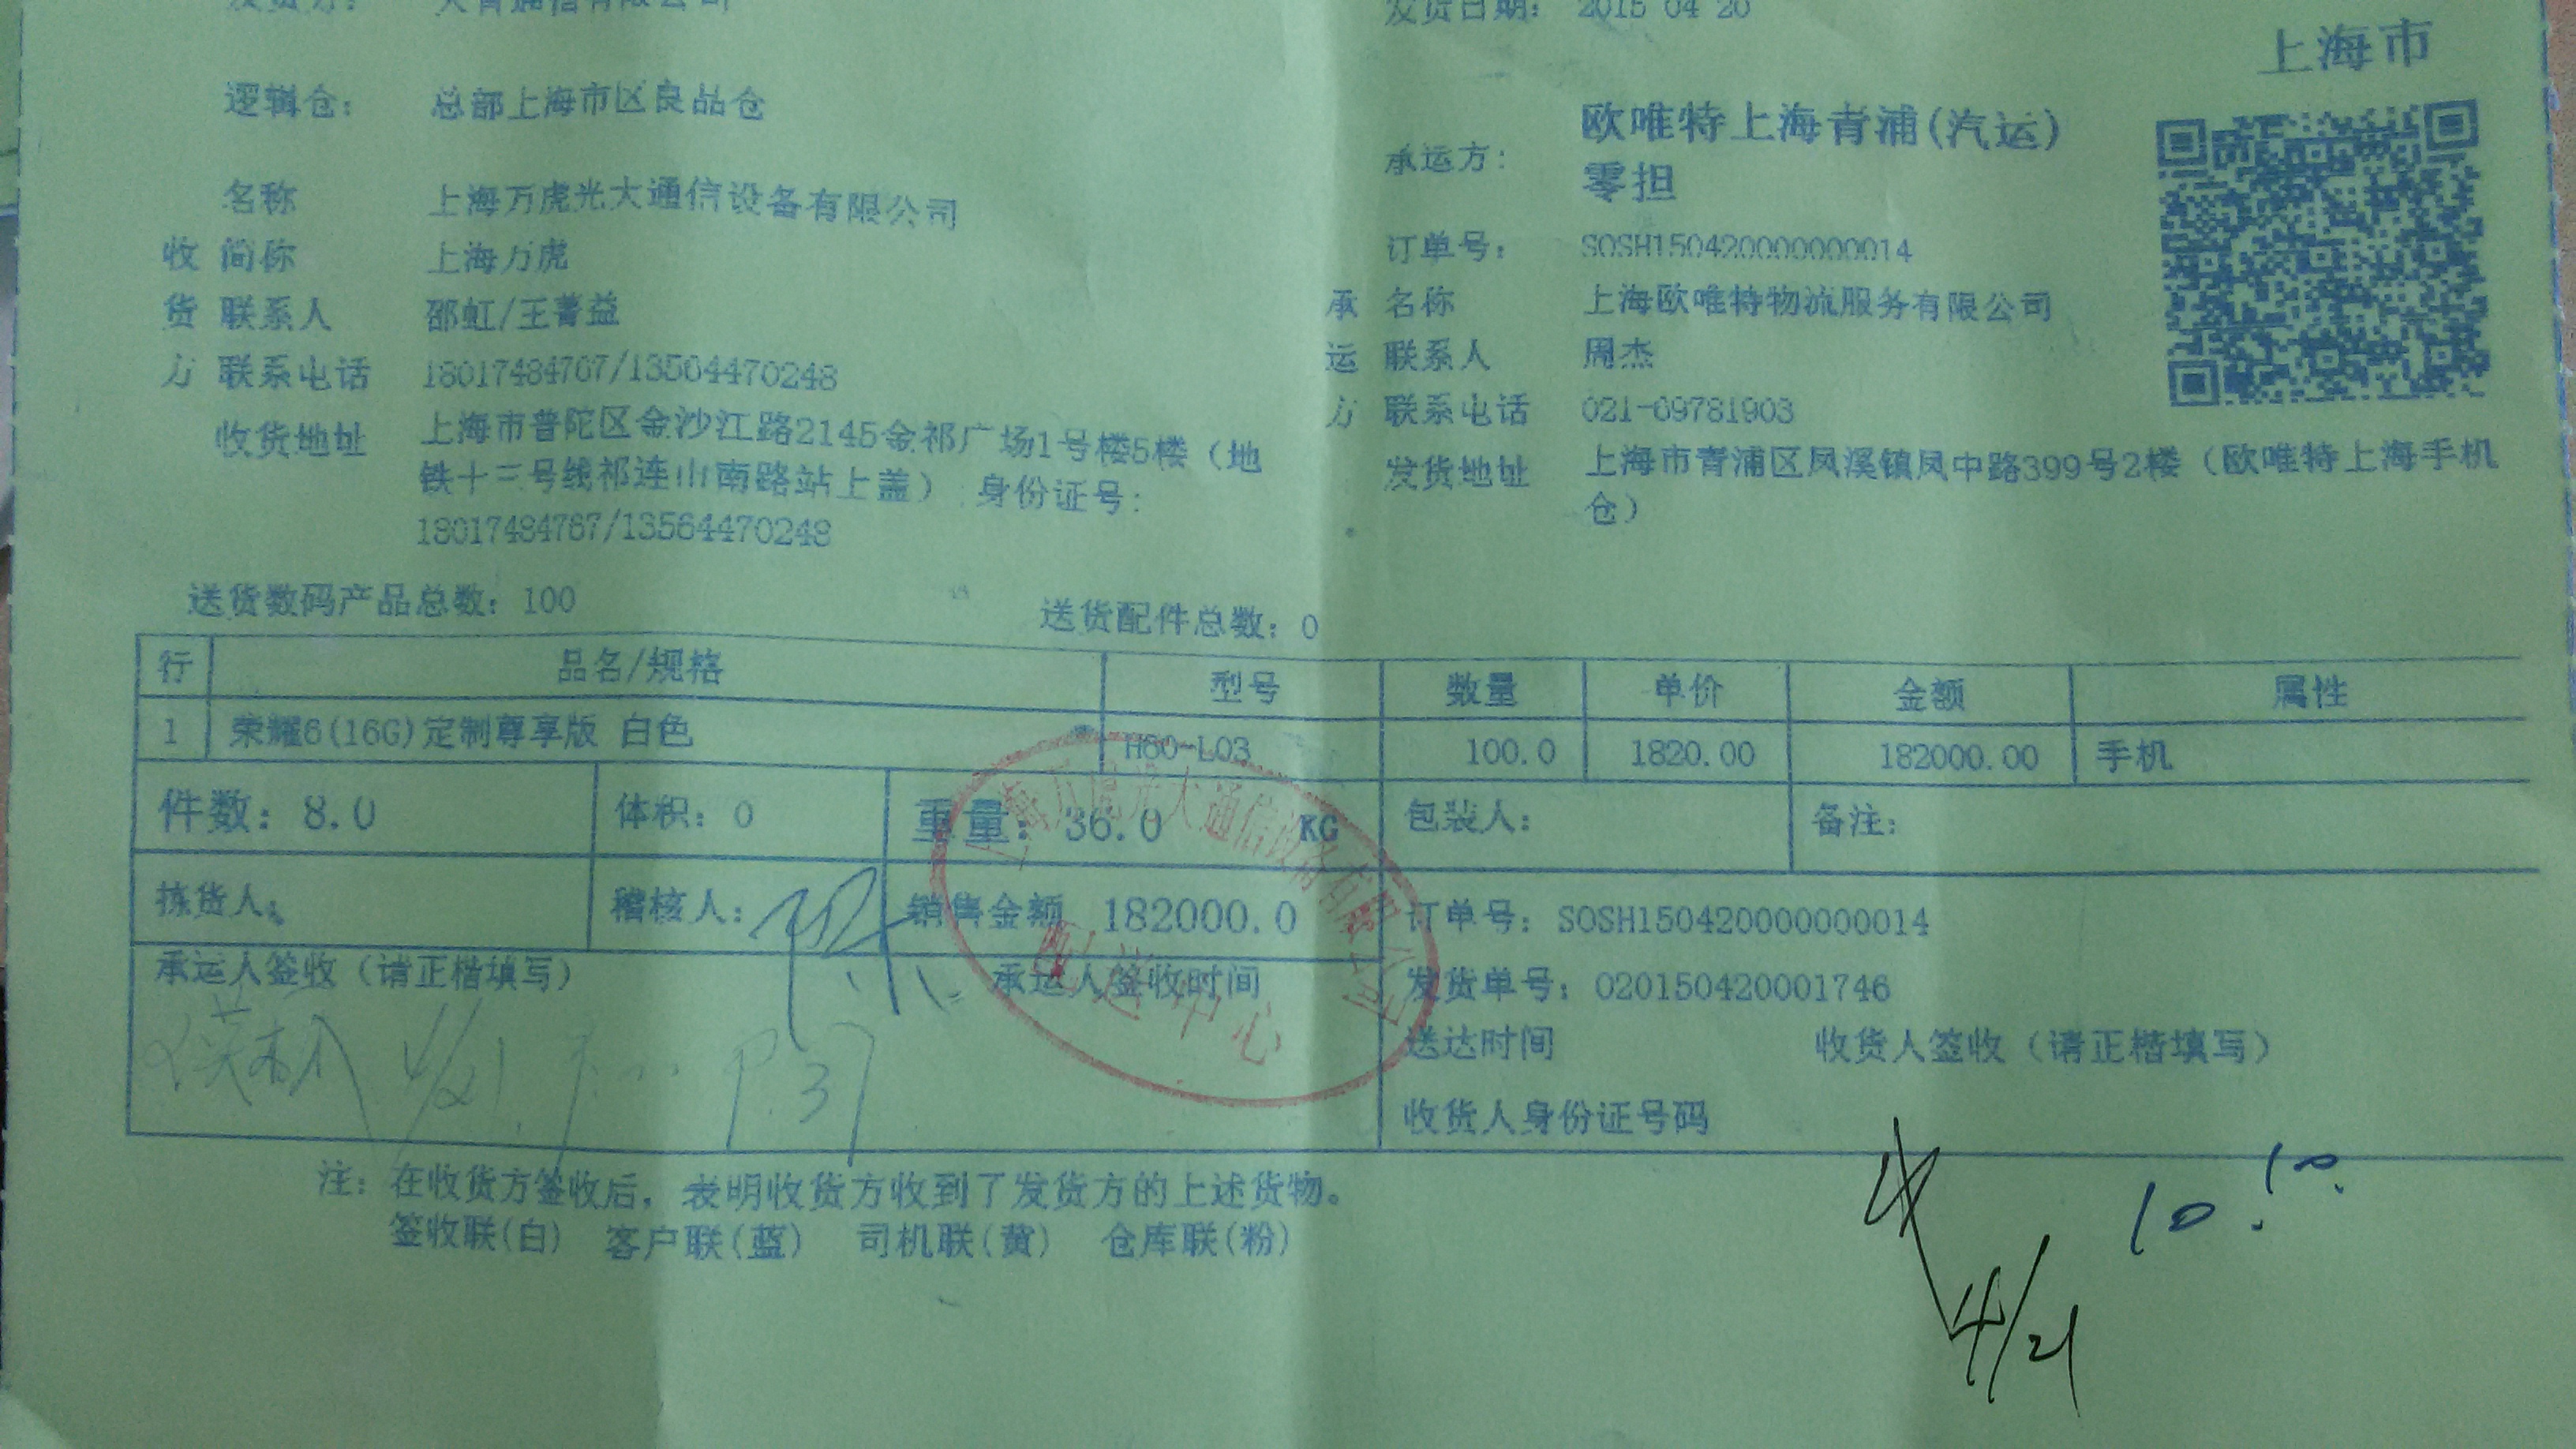 上海市
逻辑仓: 总部上海市区良品仓
承运方: 欧唯特上海青浦(汽运)
零担
名称 上海万虎光大通信设备有限公司
订单号: SOSH150420000000014
收 简称 上海万虎
承 名称 上海欧唯特物流服务有限公司
货 联系人 邵虹/王菁益
运 联系人 周杰
方 联系电话 18017484767/13564470248
方 联系电话 021-69781903
收货地址 上海市普陀区金沙江路2145金祁广场1号楼5楼（地
铁十三号线祁连山南路站上盖） 身份证号:
18017484767/13564470248
发货地址 上海市青浦区凤溪镇凤中路399号2楼（欧唯特上海手机
仓）
送货数码产品总数: 100 送货配件总数: 0
行 品名/规格 型号 数量 单价 金额 属性
1 荣耀6(16G)定制尊享版 白色 H60-L03 100.0 1820.00 182000.00 手机
件数: 8.0 体积: 0 重量: 36.0 KG 包装人: 备注:
拣货人: 稽核人: 销售金额 182000.0 订单号: SOSH150420000000014
承运人签收（请正楷填写） 承运人签收时间 发货单号: 020150420001746
送达时间 收货人签收（请正楷填写）
收货人身份证号码
上海万虎光大通信设备有限公司
配送中心
注: 在收货方签收后，表明收货方收到了发货方的上述货物。
签收联(白) 客户联(蓝) 司机联(黄) 仓库联(粉)
4/21